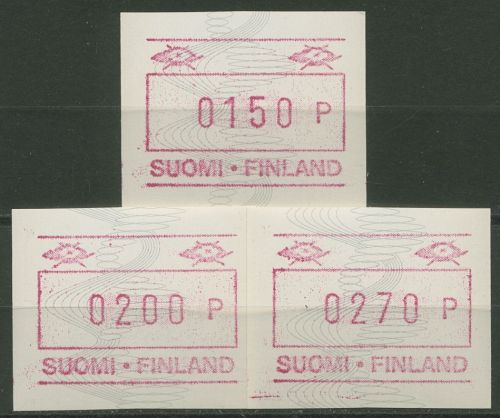 0150 P
SUOMI • FINLAND
0200 P
SUOMI • FINLAND
0270 P
SUOMI • FINLAND